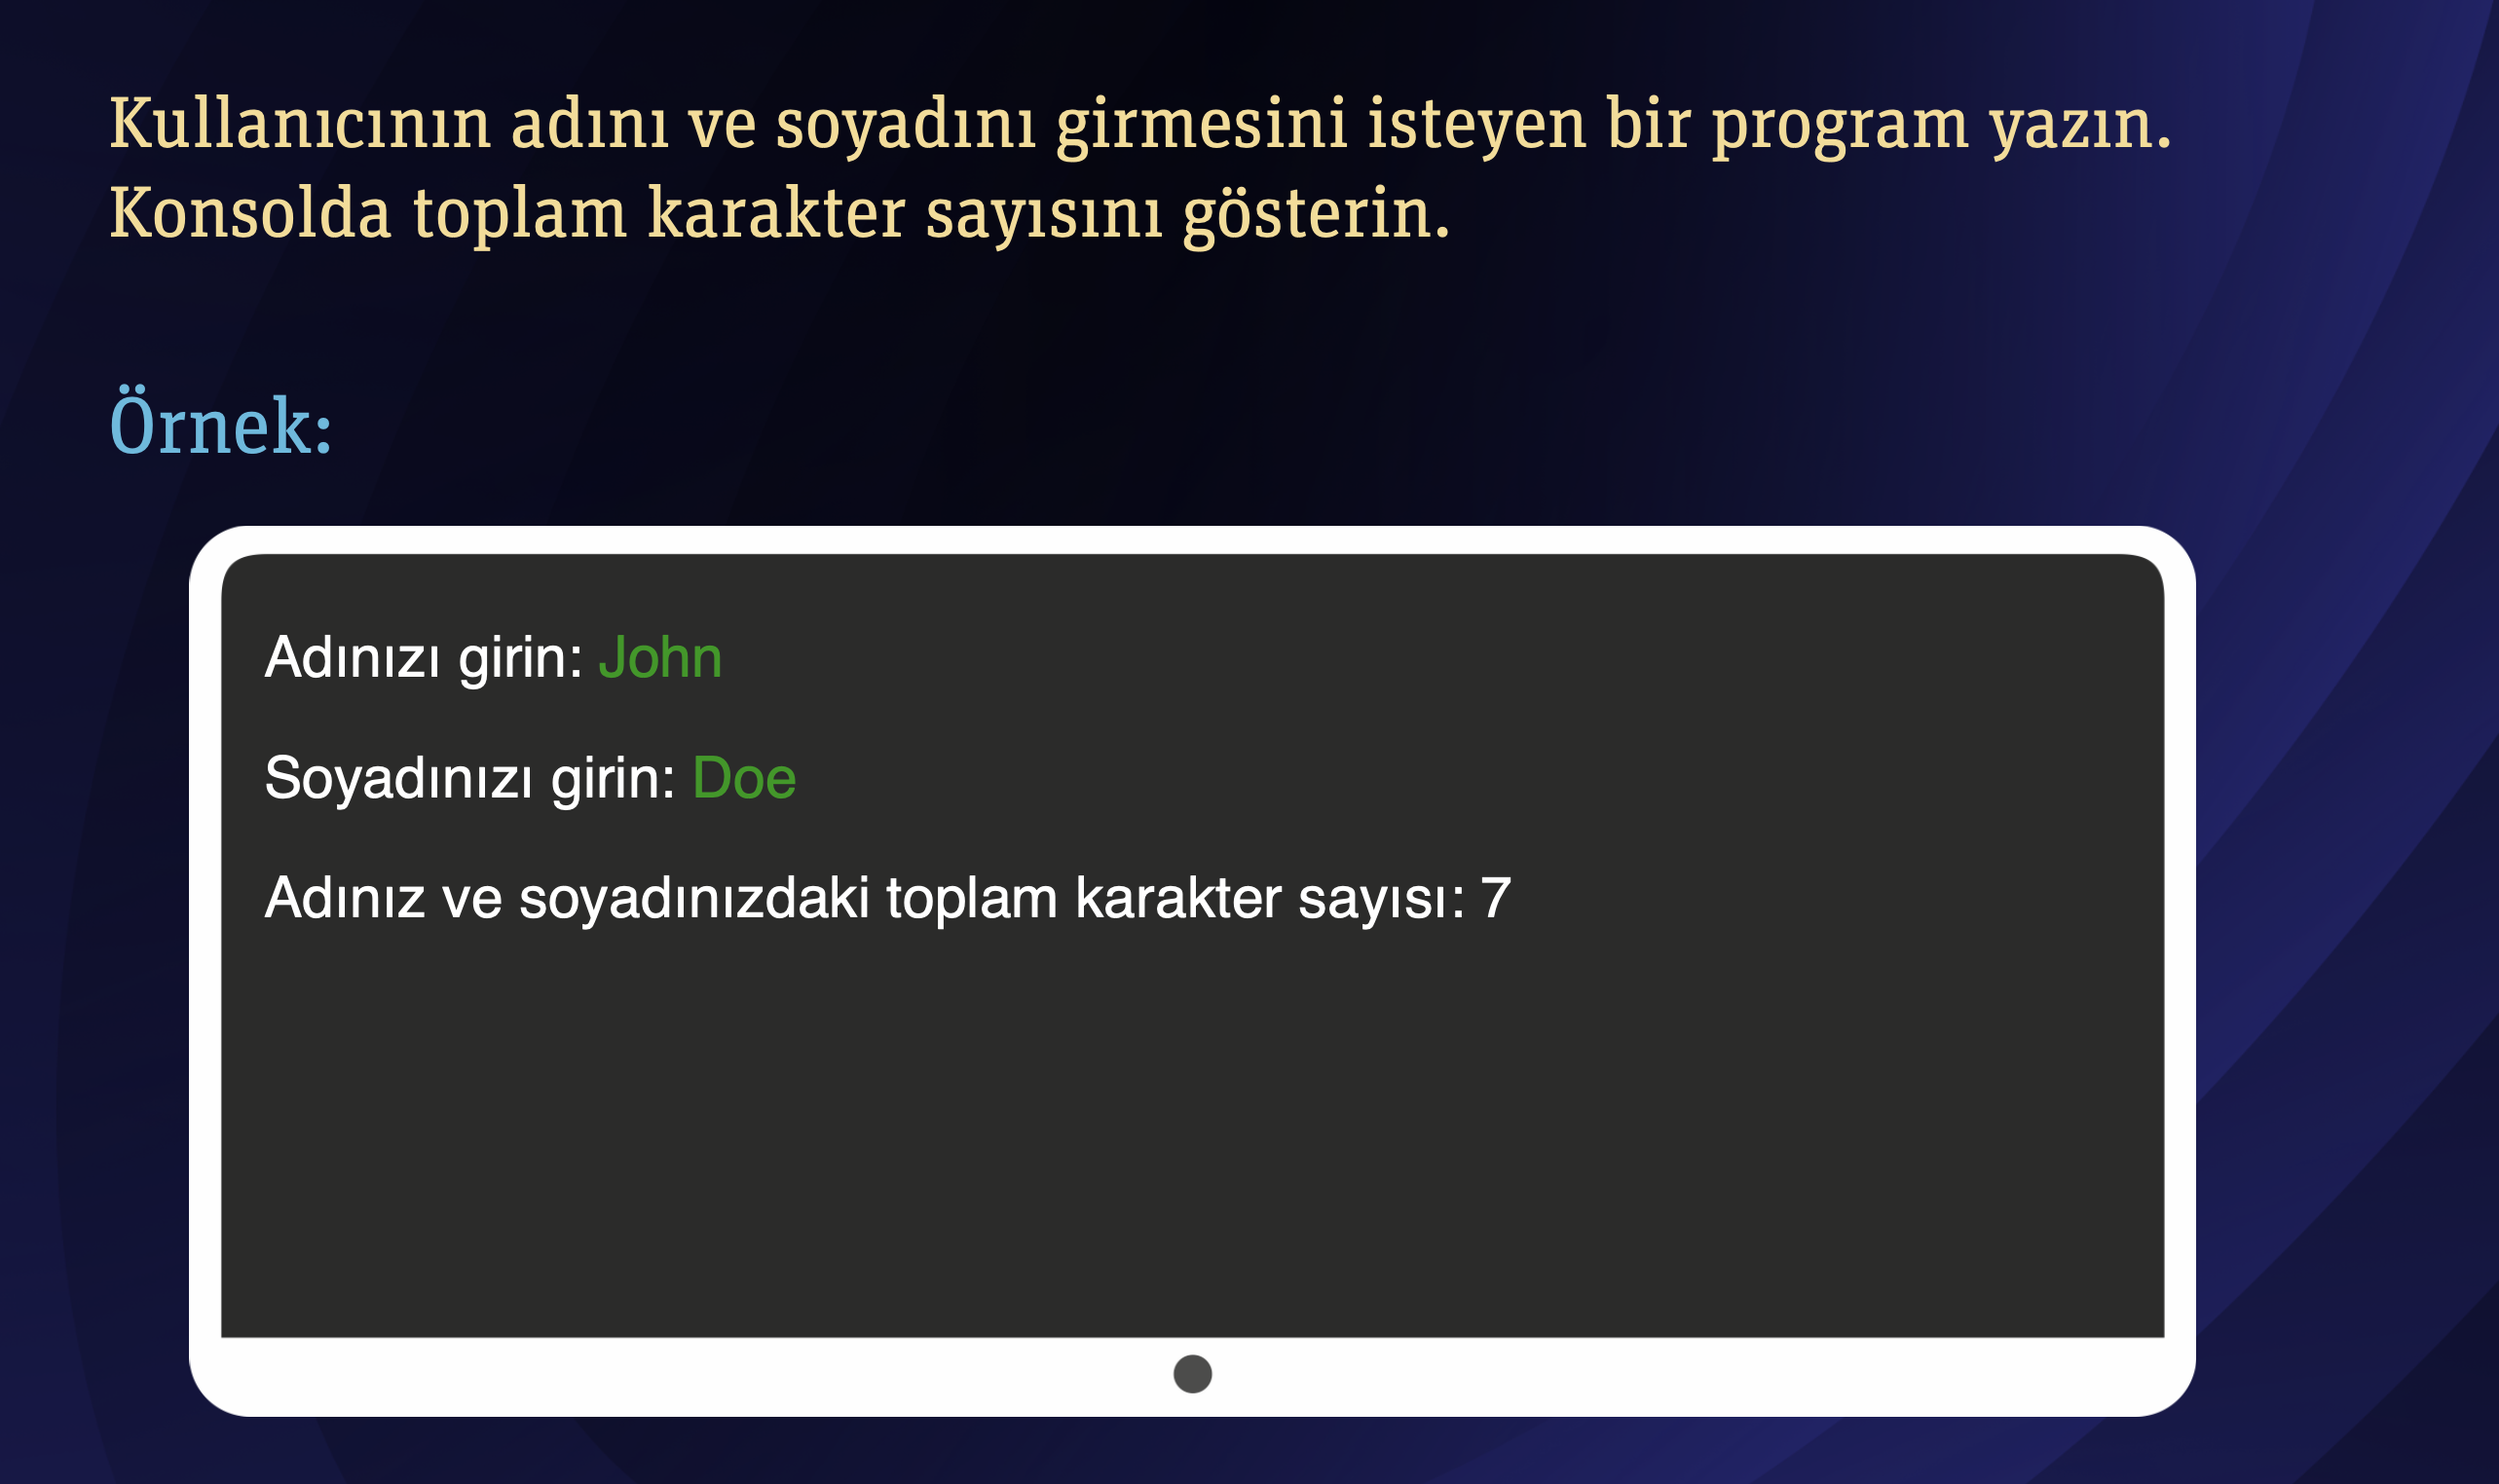 Kullanıcının adını ve soyadını girmesini isteyen bir program yazın.
Konsolda toplam karakter sayısını gösterin.
Örnek:
Adınızı girin: John
Soyadınızı girin: Doe
Adınız ve soyadınızdaki toplam karakter sayısı: 7